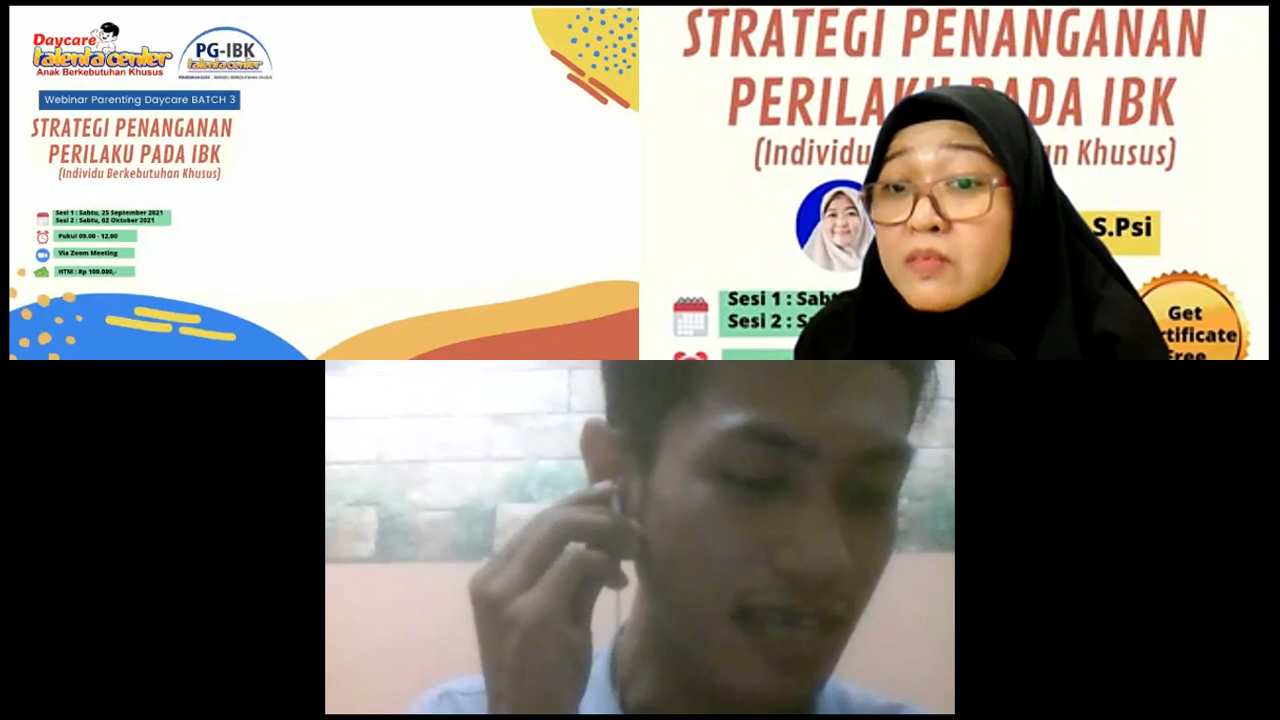 Daycare
talenta center
Anak Berkebutuhan Khusus
PG-IBK
talenta center
Webinar Parenting Daycare BATCH 3
STRATEGI PENANGANAN
PERILAKU PADA IBK
(Individu Berkebutuhan Khusus)
Sesi 1 : Sabtu, 25 September 2021
Sesi 2 : Sabtu, 02 Oktober 2021
Pukul 09.00 - 12.00
Via Zoom Meeting
HTM : Rp 100.000,-
STRATEGI PENANGANAN
PERILAKU PADA IBK
(Individu an Khusus)
S.Psi
Sesi 1 : Sabt
Sesi 2 : S
Get
rtificate
Free